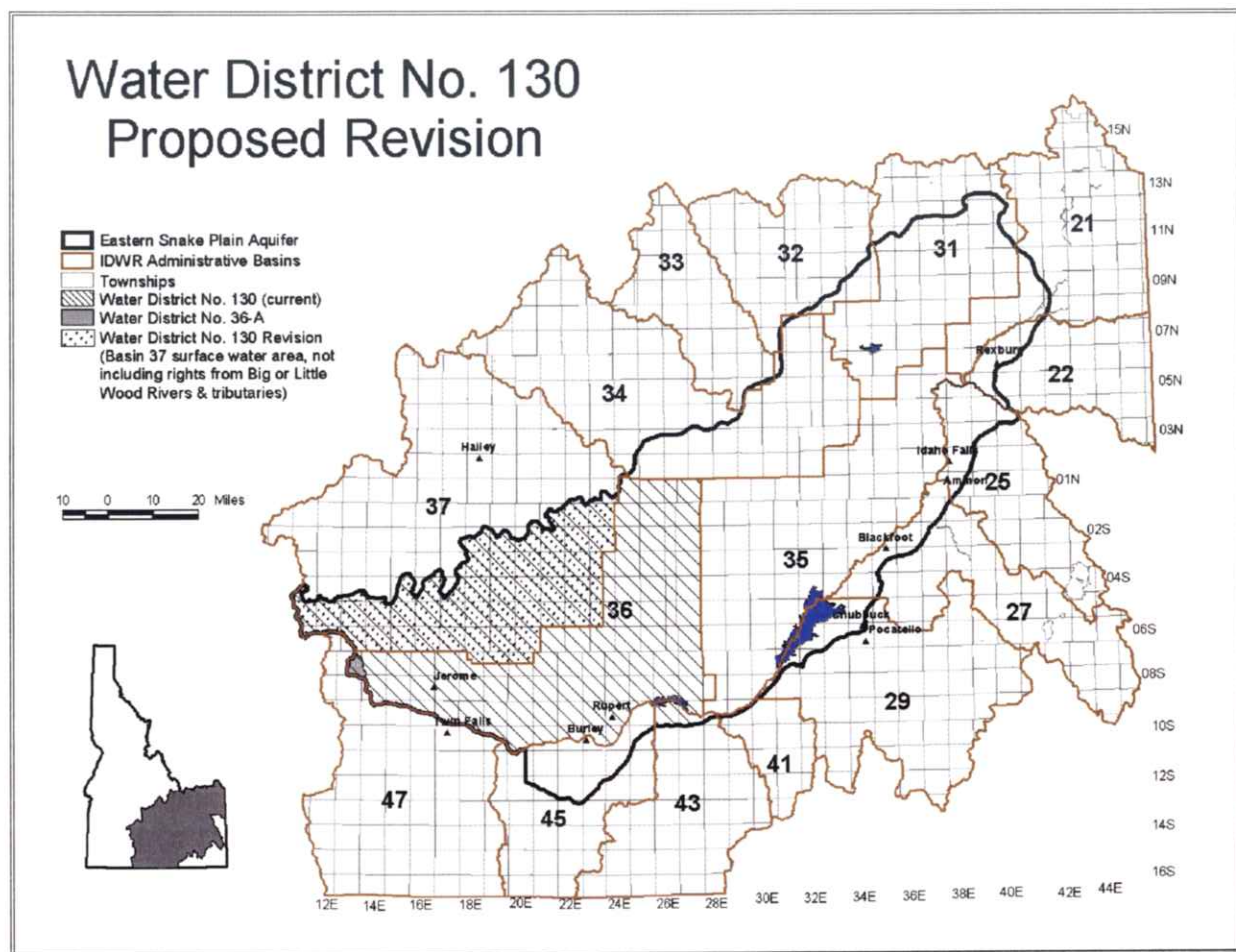 Water District No. 130
Proposed Revision
Eastern Snake Plain Aquifer
IDWR Administrative Basins
Townships
Water District No. 130 (current)
Water District No. 36-A
Water District No. 130 Revision
(Basin 37 surface water area, not
including rights from Big or Little
Wood Rivers & tributaries)
10 0 10 20 Miles
15N
13N
11N
09N
07N
05N
03N
01N
02S
04S
06S
08S
10S
12S
14S
16S
21
31
32
33
Rexburg
22
34
Hailey
Idaho Falls
Ammon
25
37
Blackfoot
35
36
Chubbuck
Pocatello
27
Jerome
29
Rupert
Twin Falls
Burley
41
47
45
43
12E 14E 16E 18E 20E 22E 24E 26E 28E 30E 32E 34E 36E 38E 40E 42E 44E